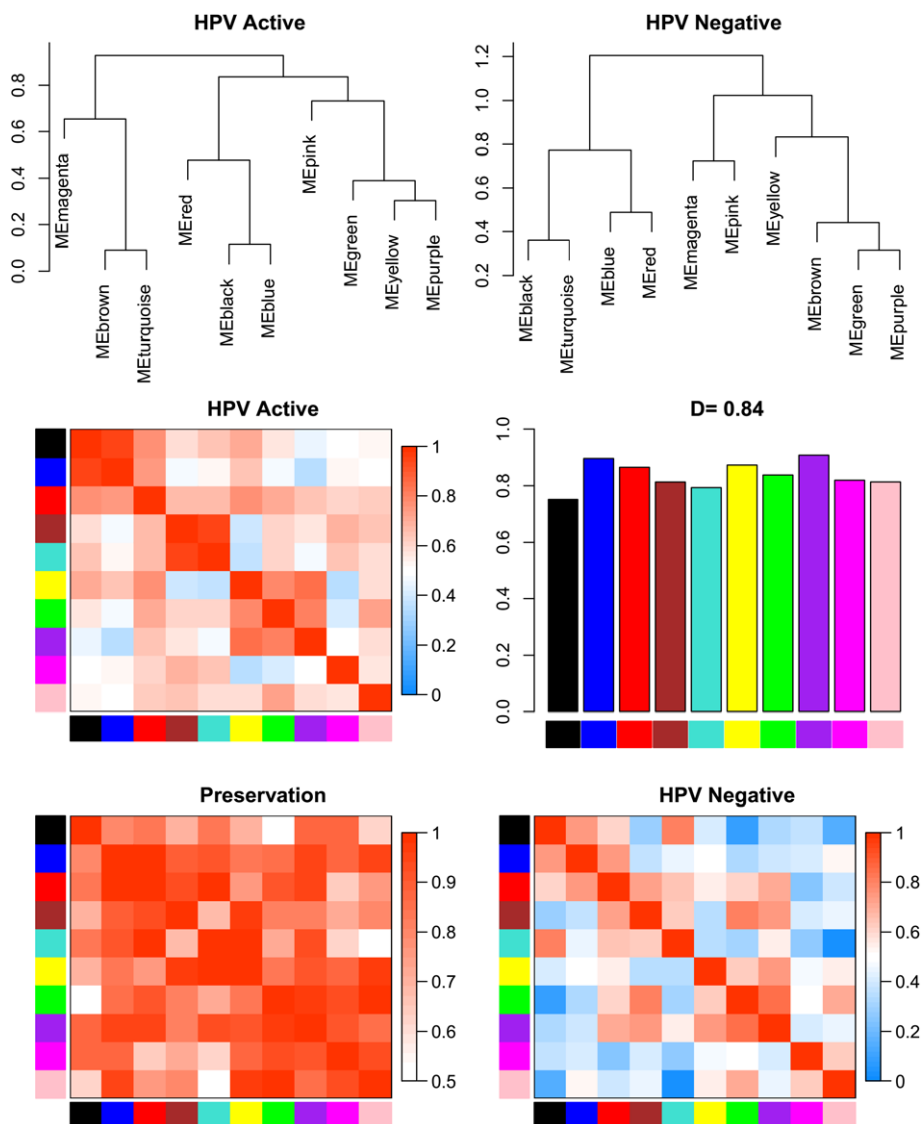 HPV Active
HPV Negative
0.8
0.6
0.4
0.2
0.0
MEmagenta
MEbrown
MEturquoise
MEred
MEblack
MEblue
MEpink
MEgreen
MEyellow
MEpurple
1.2
1.0
0.8
0.6
0.4
0.2
MEblack
MEturquoise
MEblue
MEred
MEmagenta
MEpink
MEyellow
MEbrown
MEgreen
MEpurple
HPV Active
1
0.8
0.6
0.4
0.2
0
D= 0.84
1.0
0.8
0.6
0.4
0.2
0.0
Preservation
1
0.9
0.8
0.7
0.6
0.5
HPV Negative
1
0.8
0.6
0.4
0.2
0